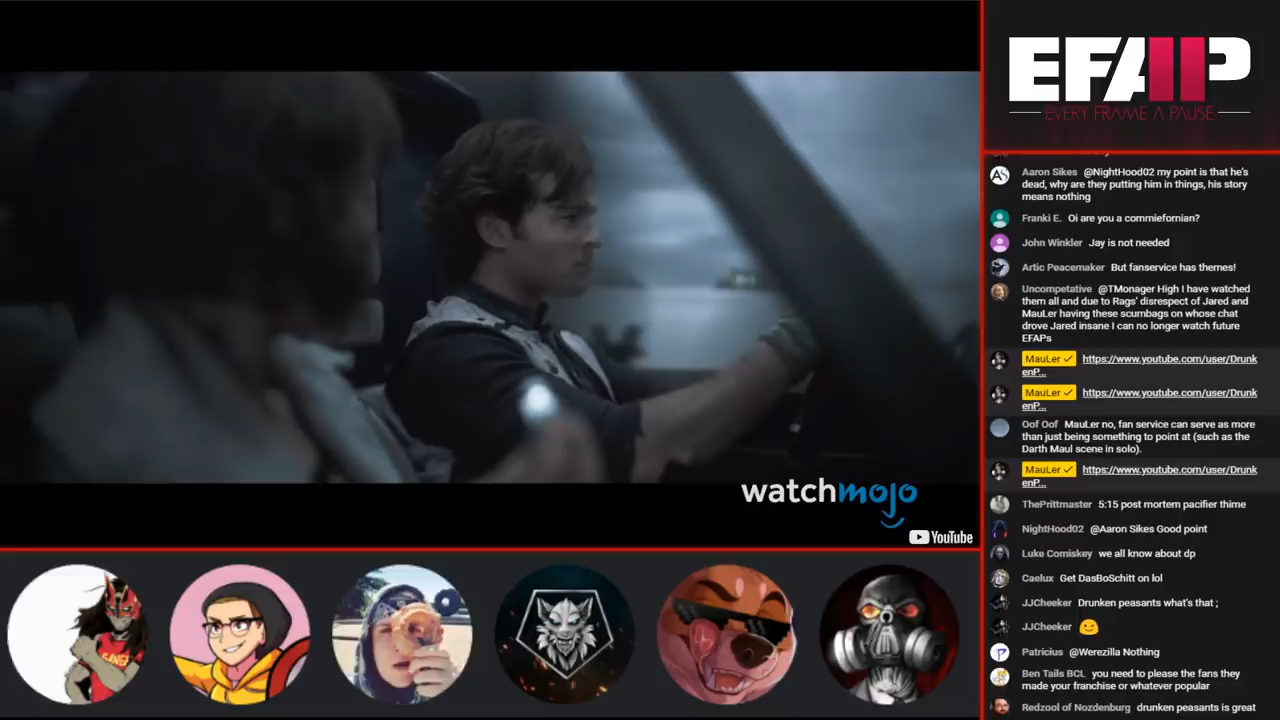 watchmojo
YouTube
EFAP
EVERY FRAME A PAUSE
Aaron Sikes @NightHood02 my point is that he's
dead, why are they putting him in things, his story
means nothing
Franki E. Oi are you a commiefornian?
John Winkler Jay is not needed
Artic Peacemaker But fanservice has themes!
Uncompetative @TMonager High I have watched
them all and due to Rags' disrespect of Jared and
MauLer having these scumbags on whose chat
drove Jared insane I can no longer watch future
EFAPs
MauLer https://www.youtube.com/user/Drunk
enP...
MauLer https://www.youtube.com/user/Drunk
enP...
Oof Oof MauLer no, fan service can serve as more
than just being something to point at (such as the
Darth Maul scene in solo).
MauLer https://www.youtube.com/user/Drunk
enP...
ThePrittmaster 5:15 post mortem pacifier thime
NightHood02 @Aaron Sikes Good point
Luke Comiskey we all know about dp
Caelux Get DasBoSchitt on lol
JJCheeker Drunken peasants what's that ;
JJCheeker
Patricius @Werezilla Nothing
Ben Tails BCL you need to please the fans they
made your franchise or whatever popular
Redzool of Nozdenburg drunken peasants is great